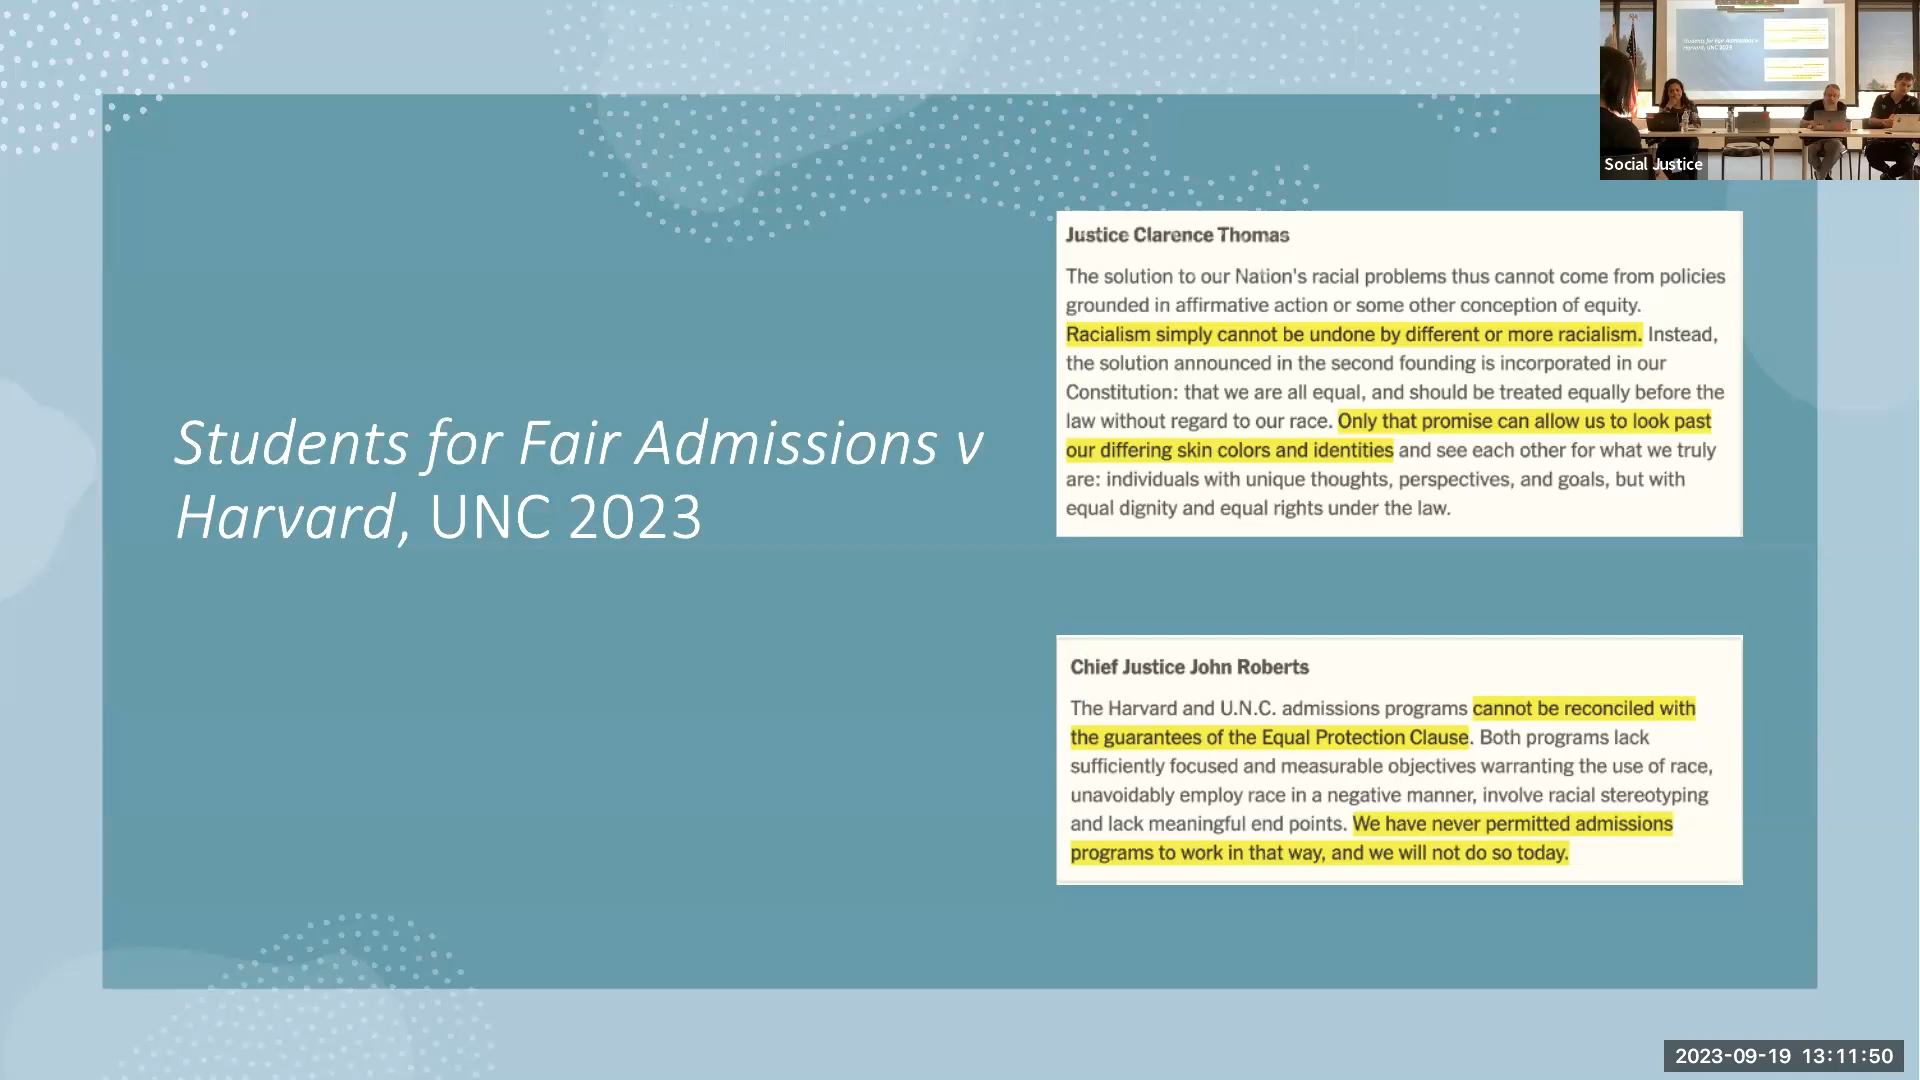 Students for Fair Admissions v
Harvard, UNC 2023
Justice Clarence Thomas
The solution to our Nation's racial problems thus cannot come from policies
grounded in affirmative action or some other conception of equity.
Racialism simply cannot be undone by different or more racialism. Instead,
the solution announced in the second founding is incorporated in our
Constitution: that we are all equal, and should be treated equally before the
law without regard to our race. Only that promise can allow us to look past
our differing skin colors and identities and see each other for what we truly
are: individuals with unique thoughts, perspectives, and goals, but with
equal dignity and equal rights under the law.
Chief Justice John Roberts
The Harvard and U.N.C. admissions programs cannot be reconciled with
the guarantees of the Equal Protection Clause. Both programs lack
sufficiently focused and measurable objectives warranting the use of race,
unavoidably employ race in a negative manner, involve racial stereotyping
and lack meaningful end points. We have never permitted admissions
programs to work in that way, and we will not do so today.
Students for Fair Admissions v
Harvard, UNC 2023
Social Justice
2023-09-19 13:11:50